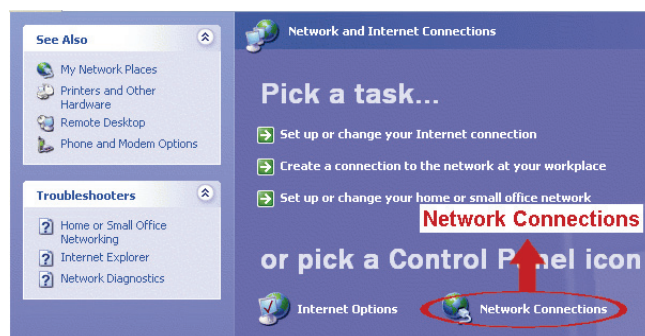 See Also
My Network Places
Printers and Other
Hardware
Remote Desktop
Phone and Modem Options
Troubleshooters
Home or Small Office
Networking
Internet Explorer
Network Diagnostics
Network and Internet Connections
Pick a task...
Set up or change your Internet connection
Create a connection to the network at your workplace
Set up or change your home or small office network
Network Connections
or pick a Control Panel icon
Internet Options
Network Connections